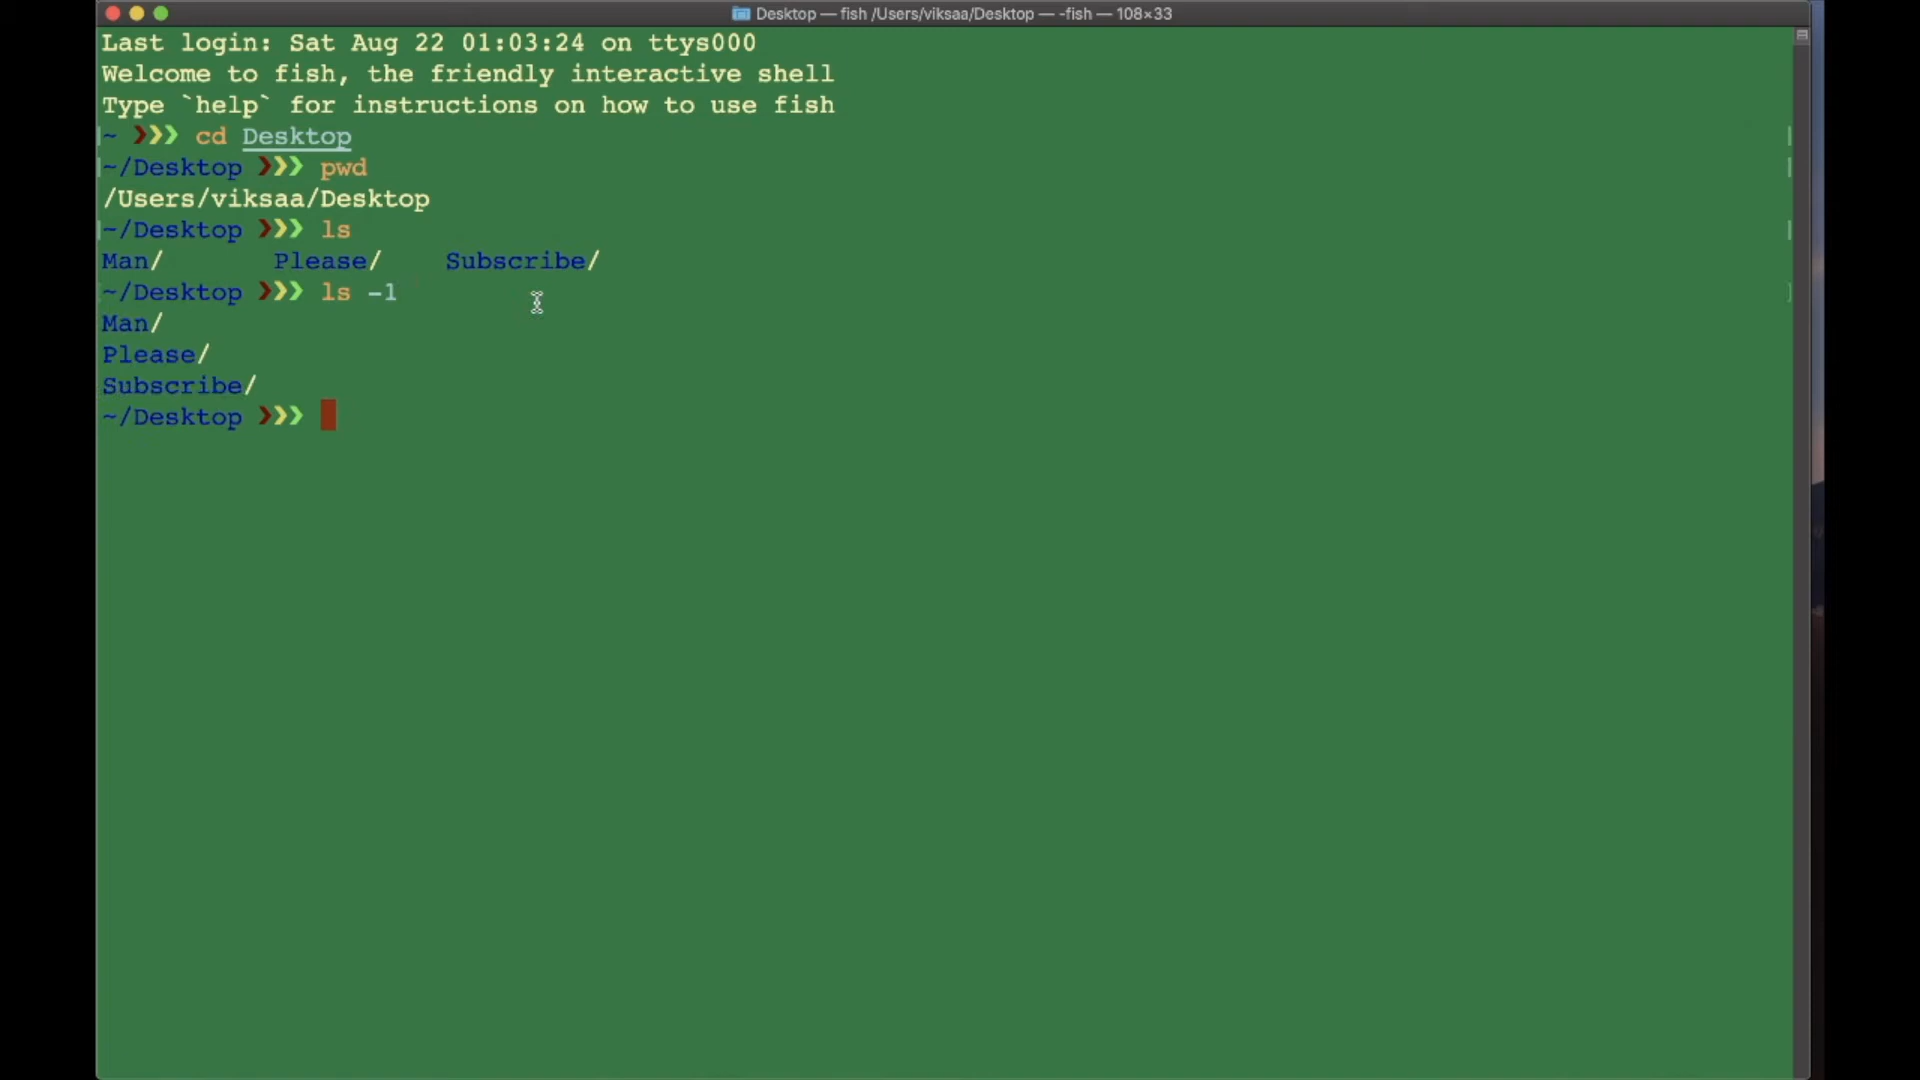 Desktop — fish /Users/viksaa/Desktop — -fish — 108×33
Last login: Sat Aug 22 01:03:24 on ttys000
Welcome to fish, the friendly interactive shell
Type `help` for instructions on how to use fish
~ ❯❯❯ cd Desktop
~/Desktop ❯❯❯ pwd
/Users/viksaa/Desktop
~/Desktop ❯❯❯ ls
Man/ Please/ Subscribe/
~/Desktop ❯❯❯ ls -1
Man/
Please/
Subscribe/
~/Desktop ❯❯❯